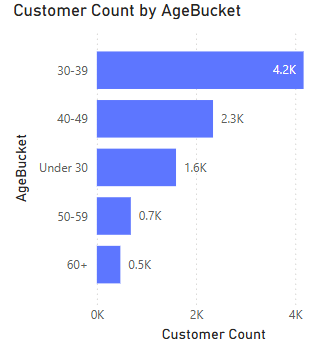 Customer Count by AgeBucket
AgeBucket
30-39 4.2K
40-49 2.3K
Under 30 1.6K
50-59 0.7K
60+ 0.5K
0K 2K 4K
Customer Count